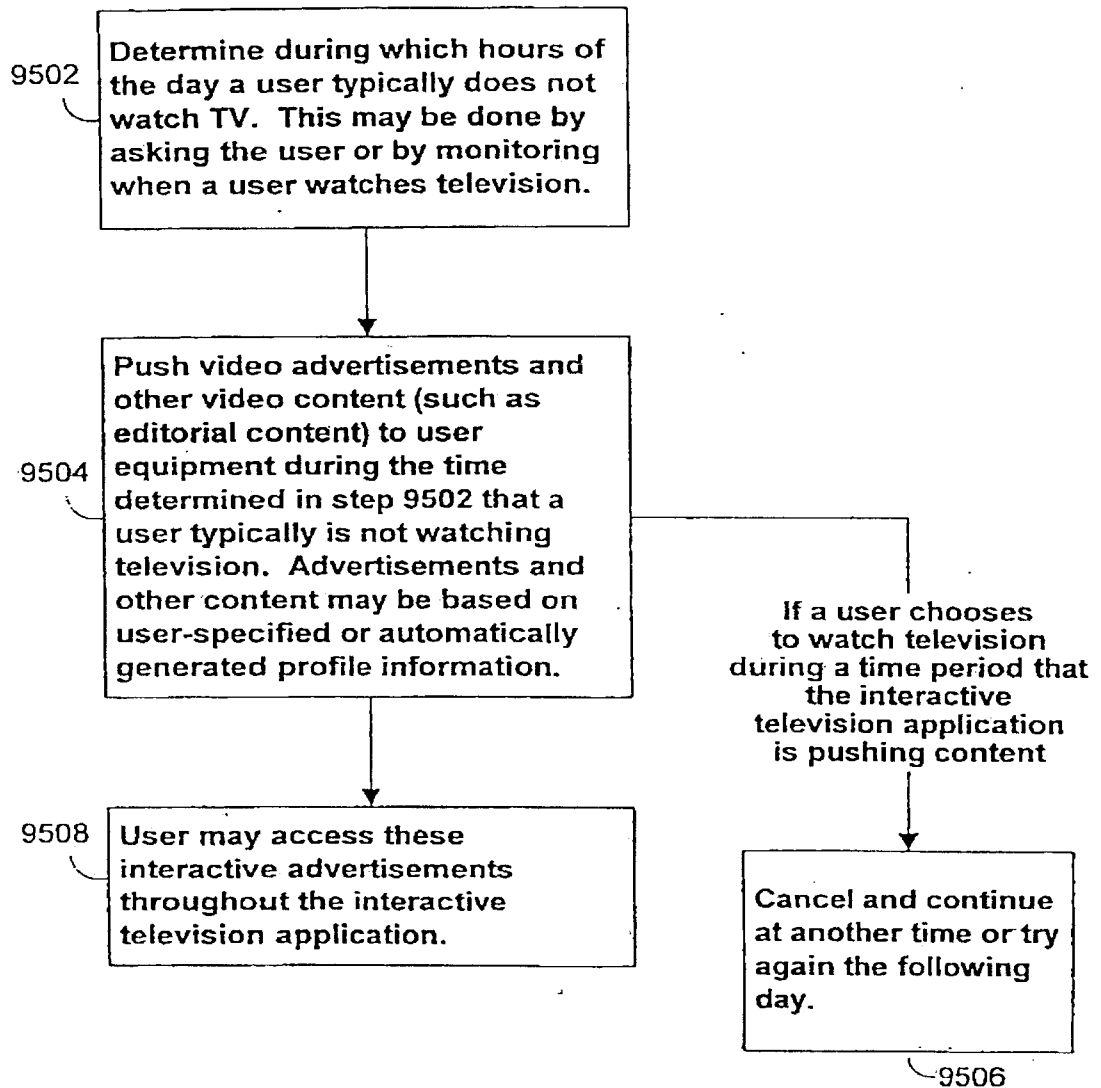 9502
Determine during which hours of
the day a user typically does not
watch TV. This may be done by
asking the user or by monitoring
when a user watches television.
9504
Push video advertisements and
other video content (such as
editorial content) to user
equipment during the time
determined in step 9502 that a
user typically is not watching
television. Advertisements and
other content may be based on
user-specified or automatically
generated profile information.
If a user chooses
to watch television
during a time period that
the interactive
television application
is pushing content
9508
User may access these
interactive advertisements
throughout the interactive
television application.
Cancel and continue
at another time or try
again the following
day.
9506